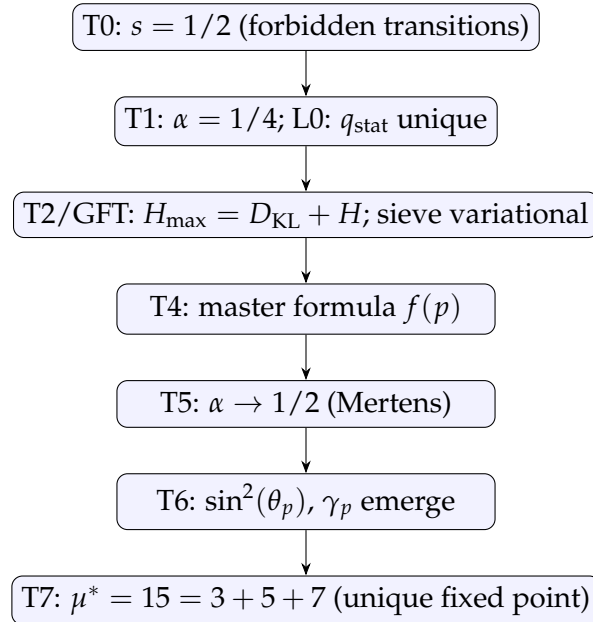 T0: s = 1/2 (forbidden transitions)
T1: α = 1/4; L0: q_stat unique
T2/GFT: H_max = D_KL + H; sieve variational
T4: master formula f(p)
T5: α → 1/2 (Mertens)
T6: sin²(θ_p), γ_p emerge
T7: μ* = 15 = 3 + 5 + 7 (unique fixed point)